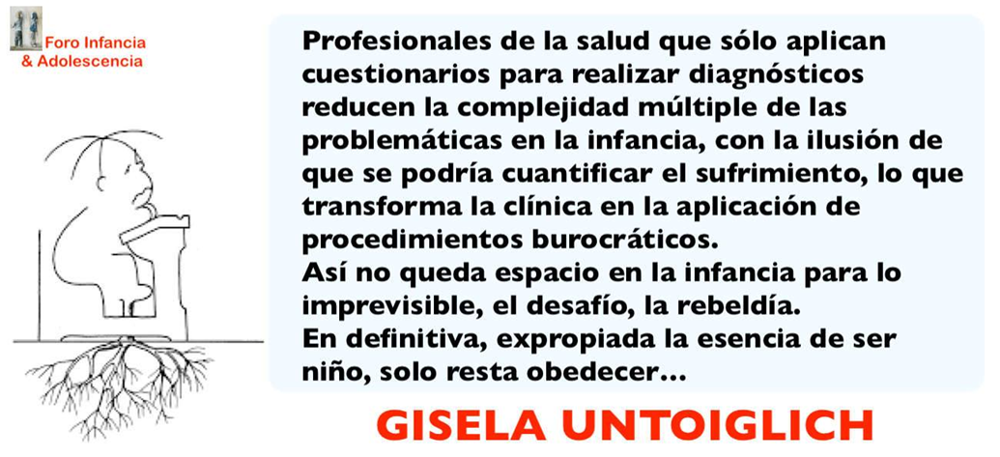 Foro Infancia
& Adolescencia
Profesionales de la salud que sólo aplican
cuestionarios para realizar diagnósticos
reducen la complejidad múltiple de las
problemáticas en la infancia, con la ilusión de
que se podría cuantificar el sufrimiento, lo que
transforma la clínica en la aplicación de
procedimientos burocráticos.
Así no queda espacio en la infancia para lo
imprevisible, el desafío, la rebeldía.
En definitiva, expropiada la esencia de ser
niño, solo resta obedecer...
GISELA UNTOIGLICH